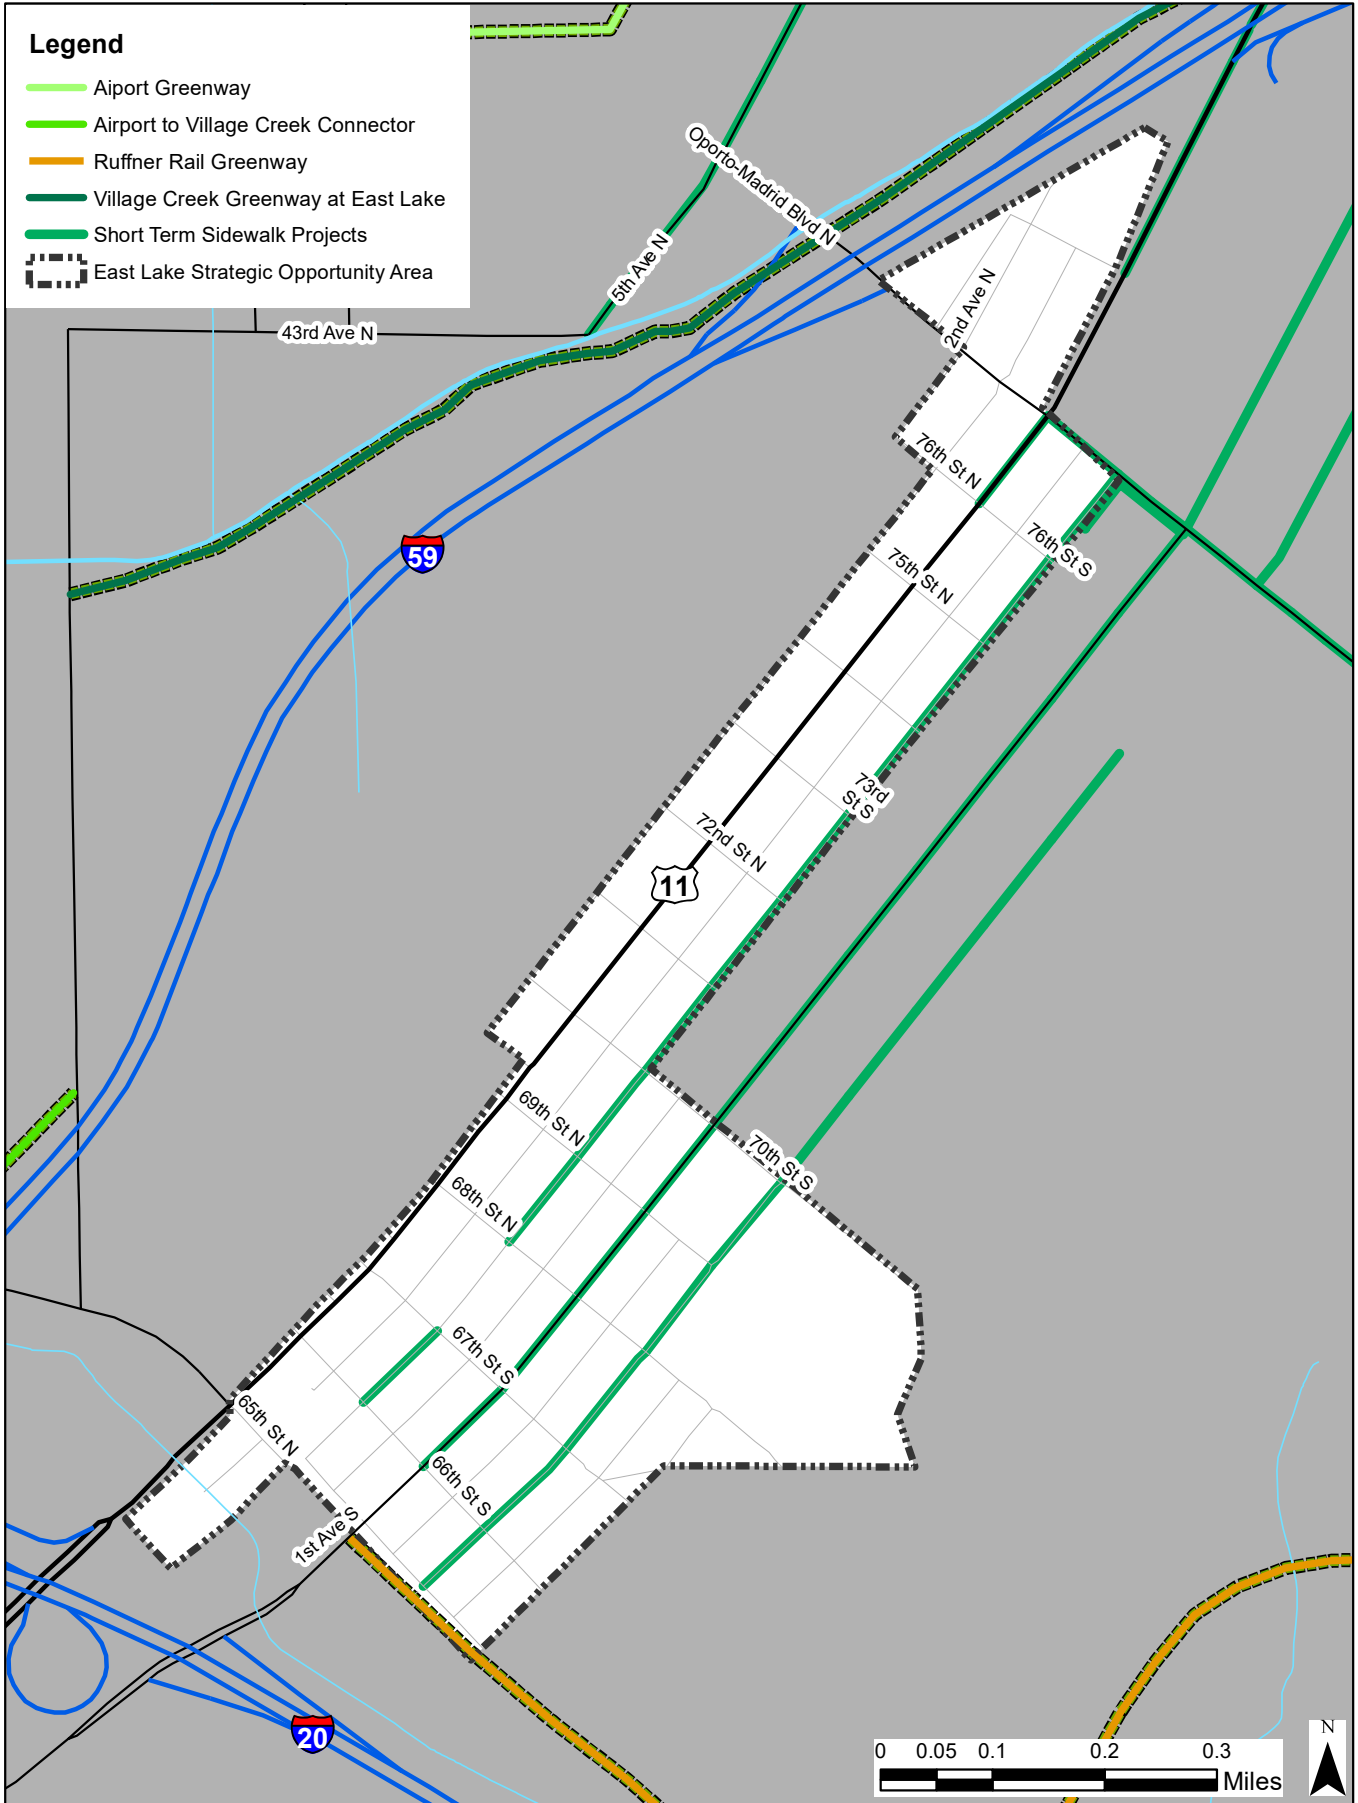 Legend
Aiport Greenway
Airport to Village Creek Connector
Ruffner Rail Greenway
Village Creek Greenway at East Lake
Short Term Sidewalk Projects
East Lake Strategic Opportunity Area
Oporto-Madrid Blvd N
5th Ave N
43rd Ave N
2nd Ave N
76th St N
76th St S
59
75th St N
73rd
St S
72nd St N
11
69th St N
70th St S
68th St N
67th St S
65th St N
66th St S
1st Ave S
20
0 0.05 0.1 0.2 0.3
Miles
N